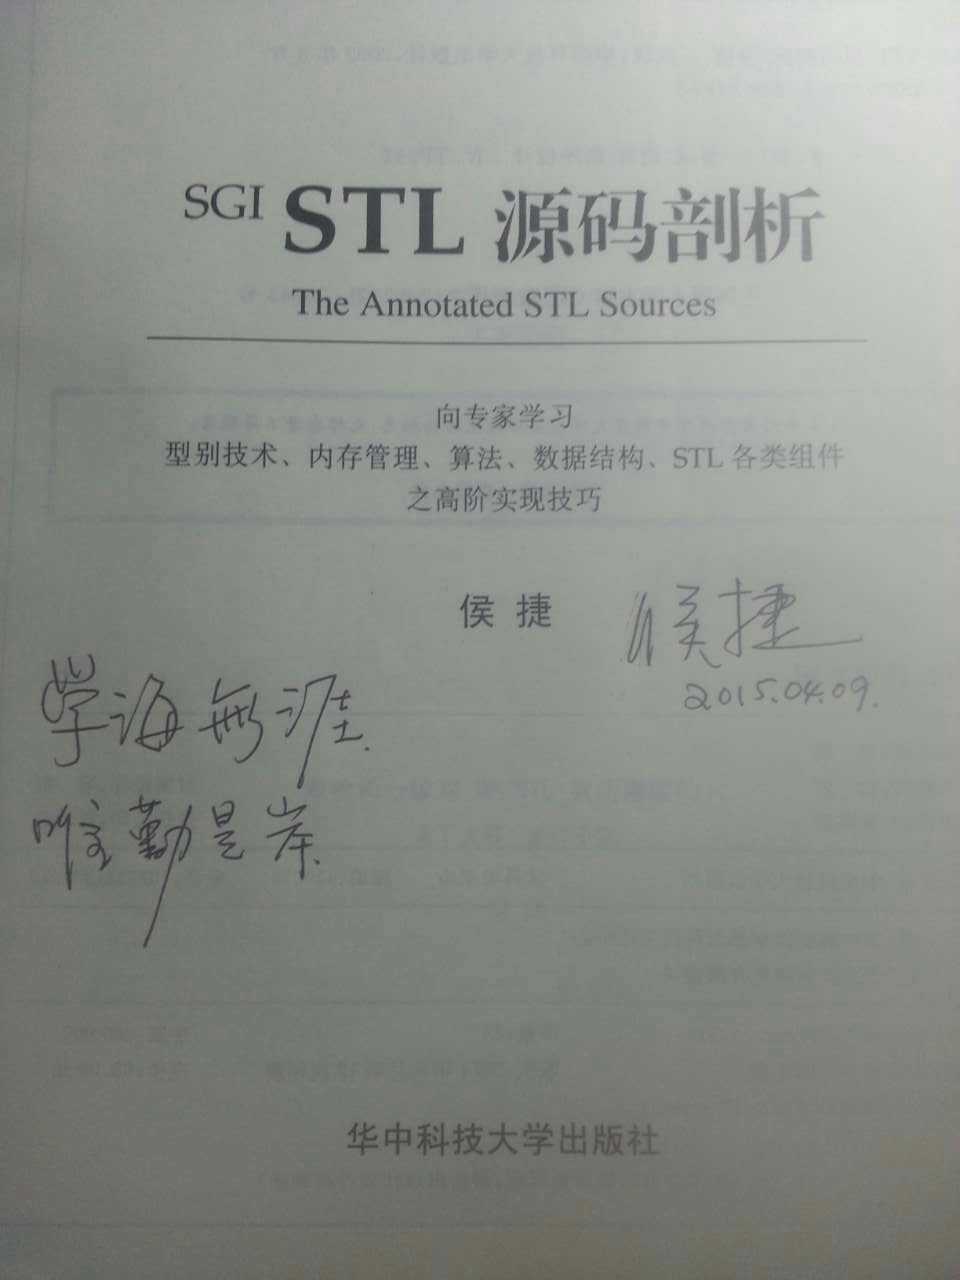 SGI STL 源码剖析
The Annotated STL Sources
向专家学习
型别技术、内存管理、算法、数据结构、STL 各类组件
之高阶实现技巧
侯 捷 侯捷
2015.04.09.
学海無涯.
唯勤是岸.
华中科技大学出版社